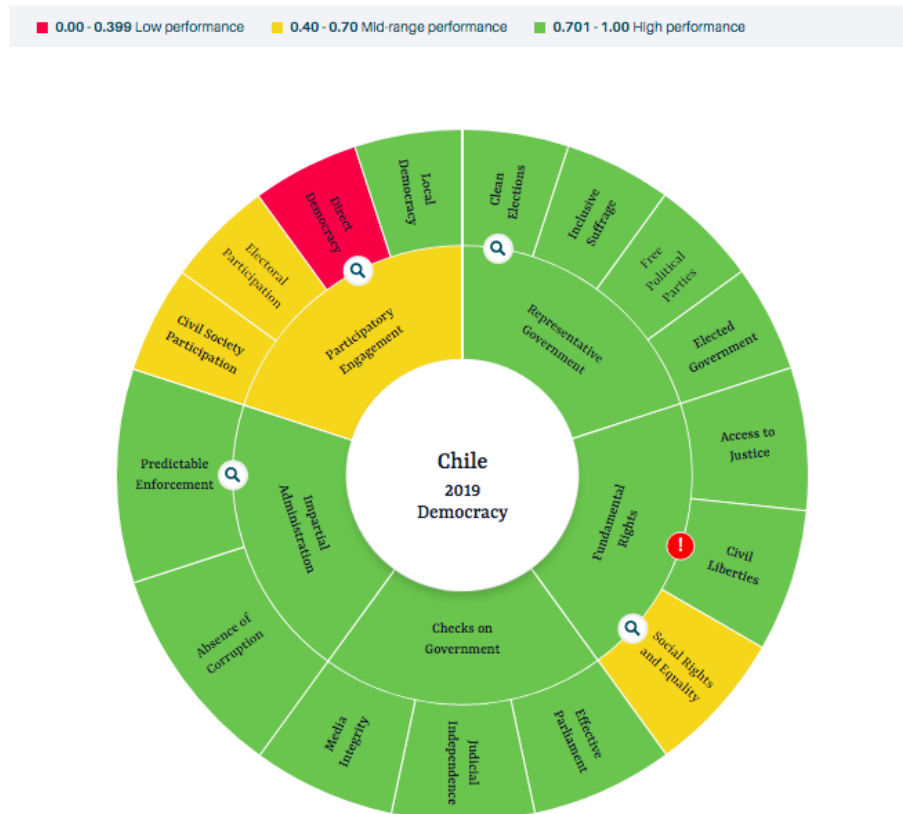 0.00 - 0.399 Low performance 0.40 - 0.70 Mid-range performance 0.701 - 1.00 High performance
Local
Democracy
Clean
Elections
Inclusive
Suffrage
Free
Political
Parties
Elected
Government
Access to
Justice
Civil
Liberties
Social Rights
and Equality
Effective
Parliament
Judicial
Independence
Media
Integrity
Absence of
Corruption
Predictable
Enforcement
Civil Society
Participation
Electoral
Participation
Direct
Democracy
Participatory
Engagement
Representative
Government
Fundamental
Rights
!
Checks on
Government
Impartial
Administration
Chile
2019
Democracy